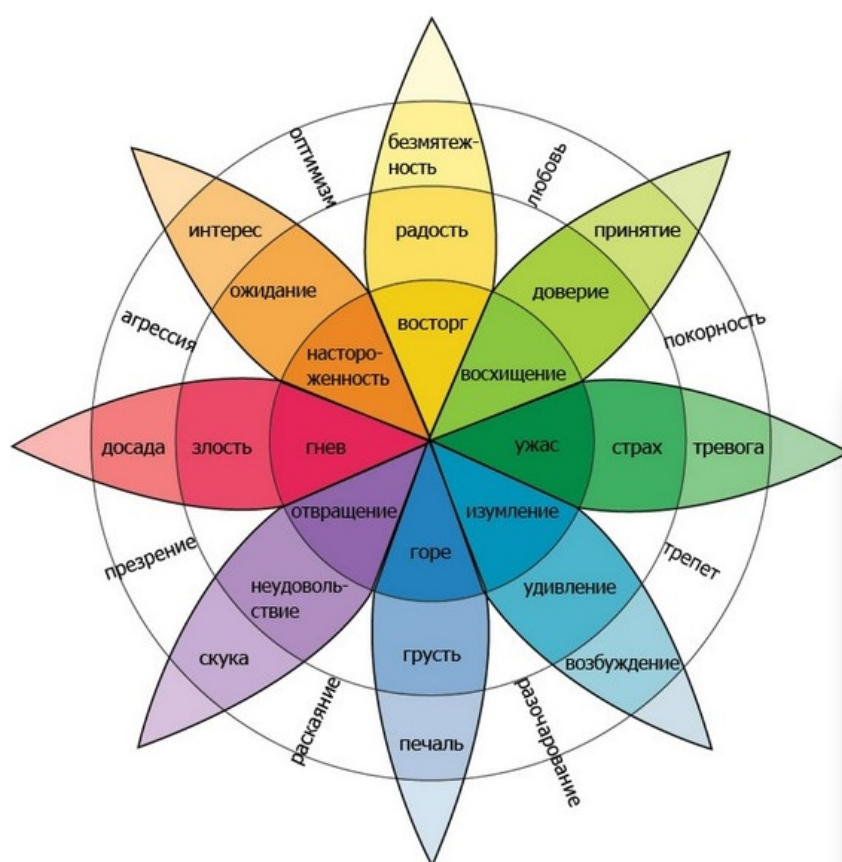 безмятеж-
ность
оптимизм
любовь
интерес
радость
принятие
ожидание
доверие
агрессия
восторг
покорность
насторо-
женность
восхищение
досада
злость
гнев
ужас
страх
тревога
отвращение
изумление
презрение
горе
трепет
неудоволь-
ствие
удивление
скука
грусть
возбуждение
раскаяние
разочарование
печаль